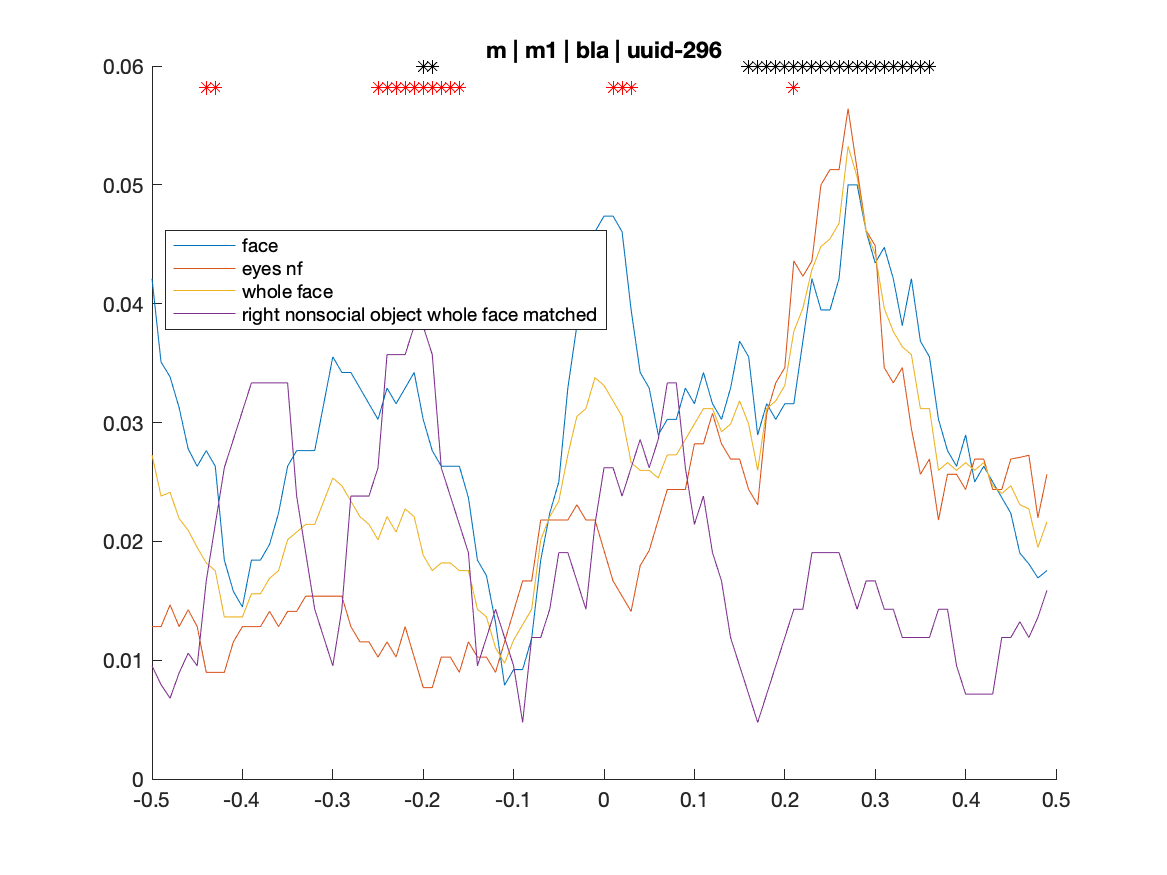 m | m1 | bla | uuid-296
0.06
0.05
0.04
0.03
0.02
0.01
0
face
eyes nf
whole face
right nonsocial object whole face matched
-0.5 -0.4 -0.3 -0.2 -0.1 0 0.1 0.2 0.3 0.4 0.5